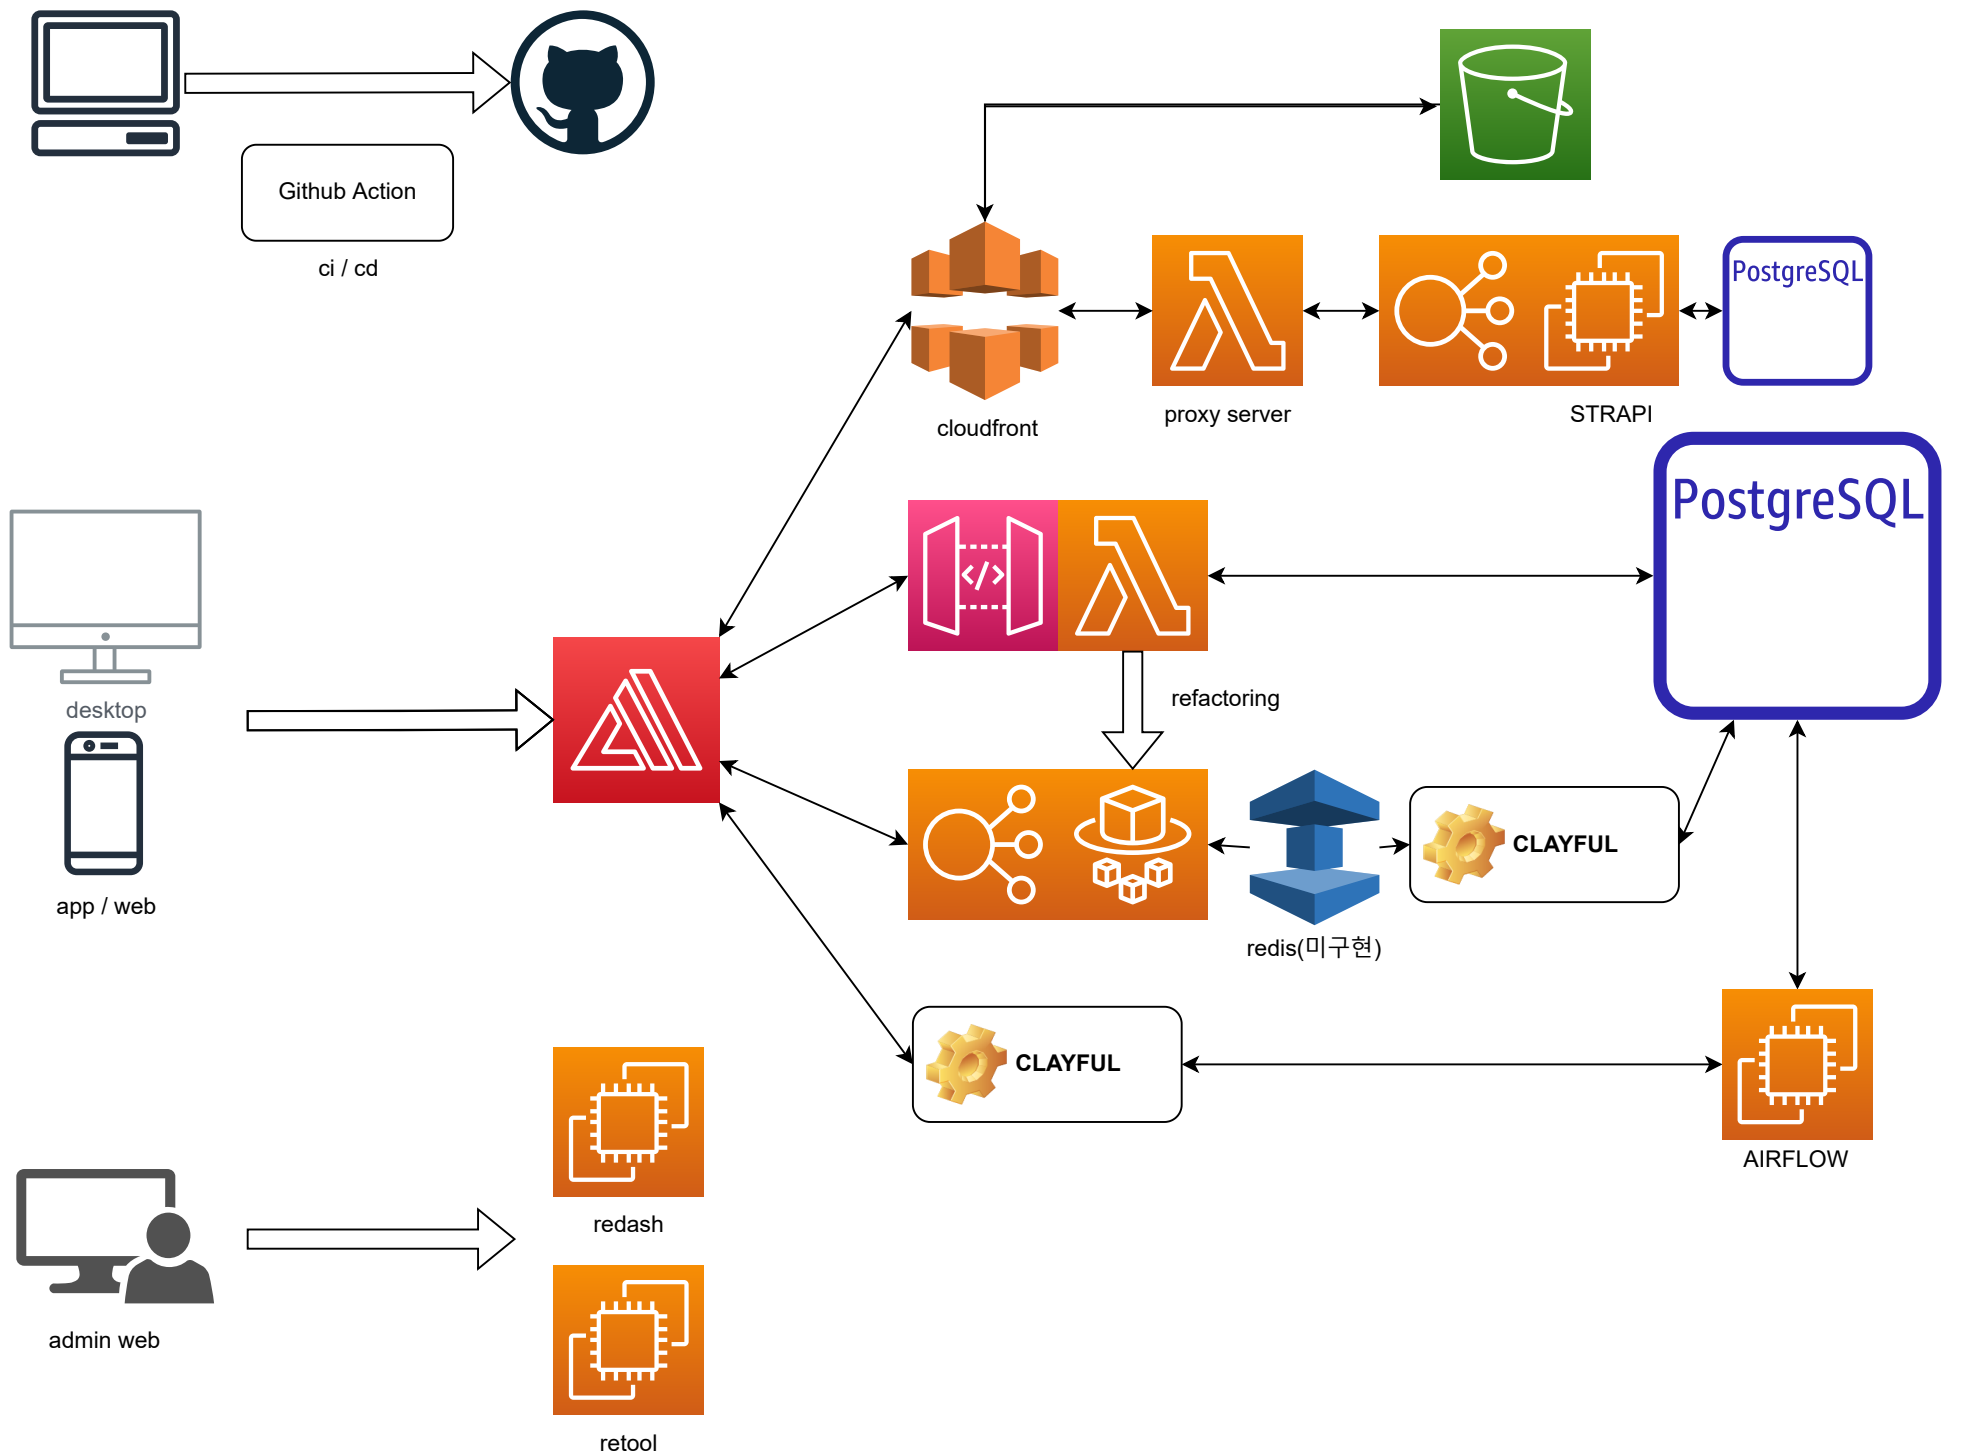 Github Action
ci / cd
cloudfront
proxy server
STRAPI
PostgreSQL
PostgreSQL
desktop
app / web
refactoring
CLAYFUL
redis(미구현)
CLAYFUL
AIRFLOW
redash
admin web
retool